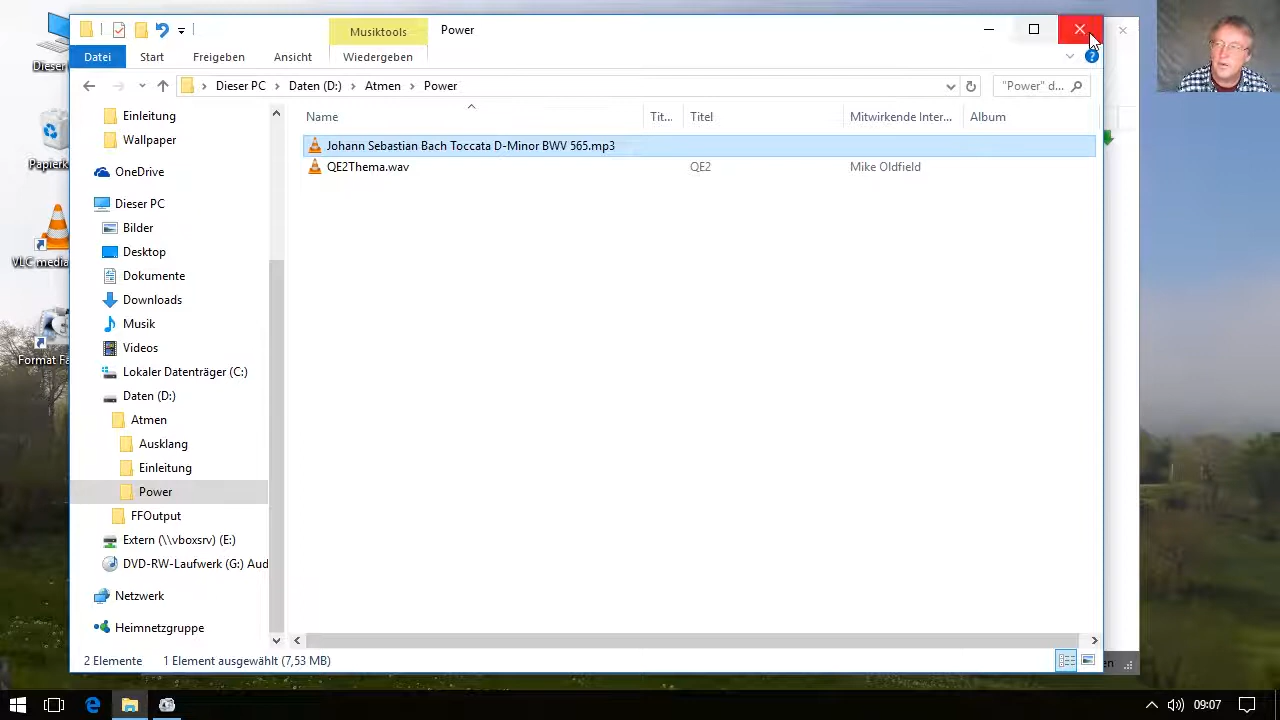 Musiktools
Power
Datei
Start
Freigeben
Ansicht
Wiedergeben
Dieser PC
Daten (D:)
Atmen
Power
"Power" d...
Name
Tit...
Titel
Mitwirkende Inter...
Album
Johann Sebastian Bach Toccata D-Minor BWV 565.mp3
QE2Thema.wav
QE2
Mike Oldfield
Einleitung
Wallpaper
OneDrive
Dieser PC
Bilder
Desktop
Dokumente
Downloads
Musik
Videos
Lokaler Datenträger (C:)
Daten (D:)
Atmen
Ausklang
Einleitung
Power
FFOutput
Extern (\\vboxsrv) (E:)
DVD-RW-Laufwerk (G:) Aud
Netzwerk
Heimnetzgruppe
2 Elemente
1 Element ausgewählt (7,53 MB)
en
Dieser
Papierk
VLC media
Format Fa
09:07